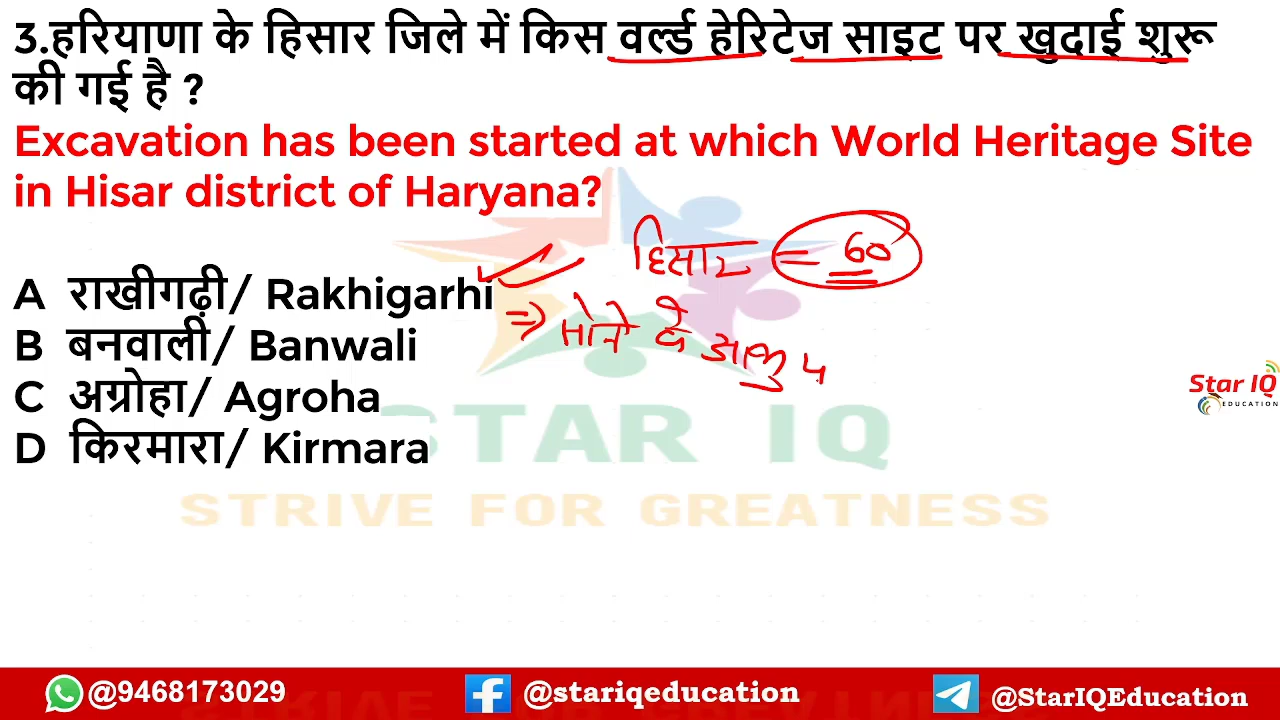 3.हरियाणा के हिसार जिले में किस वर्ल्ड हेरिटेज साइट पर खुदाई शुरू
की गई है ?
Excavation has been started at which World Heritage Site
in Hisar district of Haryana?
हिसार = 60
A राखीगढ़ी/ Rakhigarhi
⇒ सोने के आभु
B बनवाली/ Banwali
C अग्रोहा/ Agroha
D किरमारा/ Kirmara
Star IQ
EDUCATION
STAR IQ
STRIVE FOR GREATNESS
@9468173029
@stariqeducation
@StarIQEducation